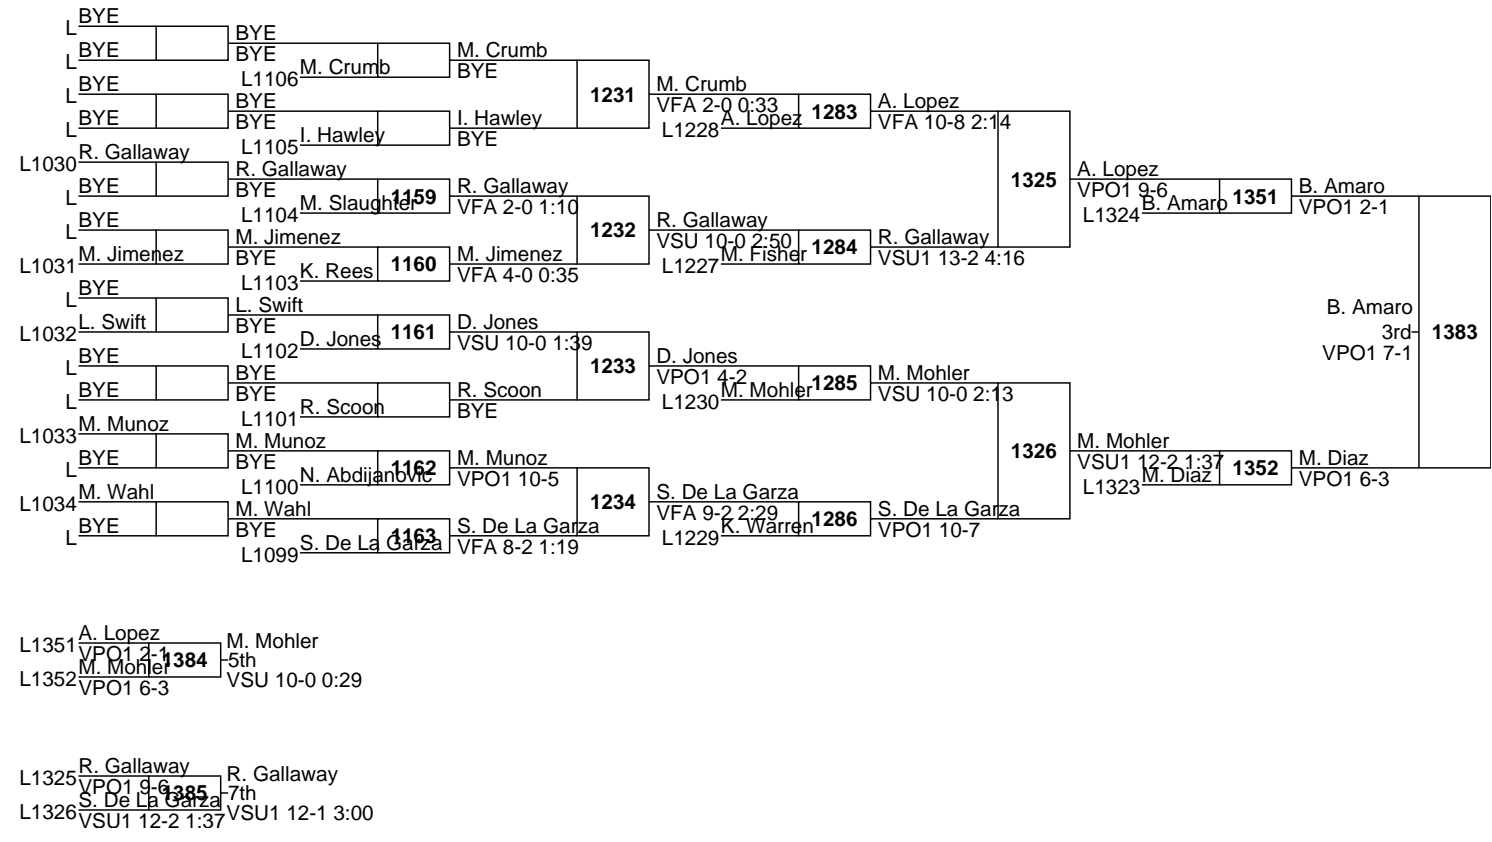 BYE
L
BYE
L
BYE
BYE
L1106 M. Crumb
M. Crumb
BYE
BYE
L
BYE
L
BYE
BYE
L1105 I. Hawley
I. Hawley
BYE
1231
M. Crumb
VFA 2-0 0:33
L1228 A. Lopez
1283
A. Lopez
VFA 10-8 2:14
L1030 R. Gallaway
L BYE
R. Gallaway
BYE
L1104 M. Slaughter
1159
R. Gallaway
VFA 2-0 1:10
BYE
L
L1031 M. Jimenez
M. Jimenez
BYE
L1103 K. Rees
1160
M. Jimenez
VFA 4-0 0:35
1232
R. Gallaway
VSU 10-0 2:50
L1227 M. Fisher
1284
R. Gallaway
VSU1 13-2 4:16
1325
A. Lopez
VPO1 9-6
L1324 B. Amaro
1351
B. Amaro
VPO1 2-1
BYE
L
L1032 L. Swift
L. Swift
BYE
L1102 D. Jones
1161
D. Jones
VSU 10-0 1:39
BYE
L
BYE
L
BYE
BYE
L1101 R. Scoon
R. Scoon
BYE
1233
D. Jones
VPO1 4-2
L1230 M. Mohler
1285
M. Mohler
VSU 10-0 2:13
L1033 M. Munoz
BYE
L
M. Munoz
BYE
L1100 N. Abdijanovic
1162
M. Munoz
VPO1 10-5
L1034 M. Wahl
BYE
L
M. Wahl
BYE
L1099 S. De La Garza
1163
S. De La Garza
VFA 8-2 1:19
1234
S. De La Garza
VFA 9-2 2:29
L1229 K. Warren
1286
S. De La Garza
VPO1 10-7
1326
M. Mohler
VSU1 12-2 1:37
L1323 M. Diaz
1352
M. Diaz
VPO1 6-3
B. Amaro
3rd
VPO1 7-1
1383
L1351 A. Lopez
VPO1 2-1
L1352 M. Mohler
VPO1 6-3
1384
M. Mohler
5th
VSU 10-0 0:29
L1325 R. Gallaway
VPO1 9-6
L1326 S. De La Garza
VSU1 12-2 1:37
1385
R. Gallaway
7th
VSU1 12-1 3:00